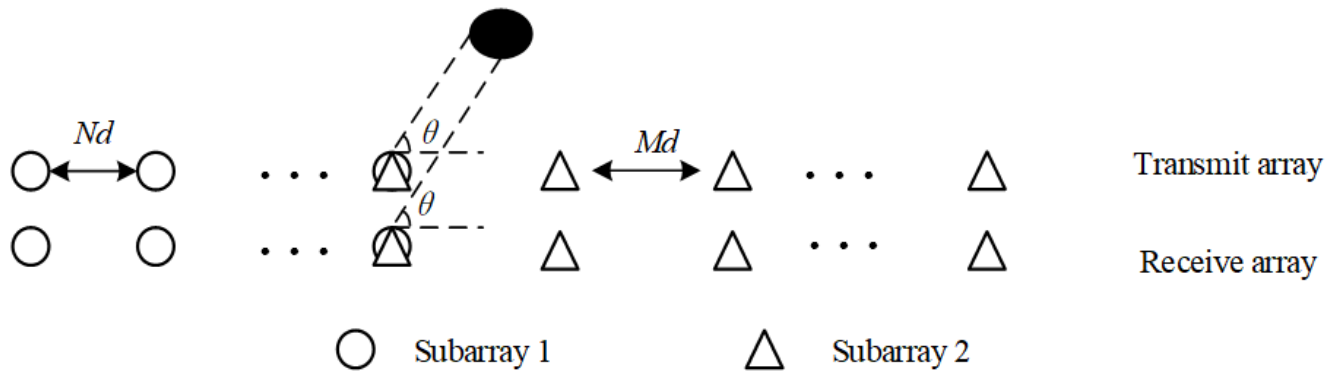 Nd
θ
Md
Transmit array
θ
Receive array
Subarray 1
Subarray 2